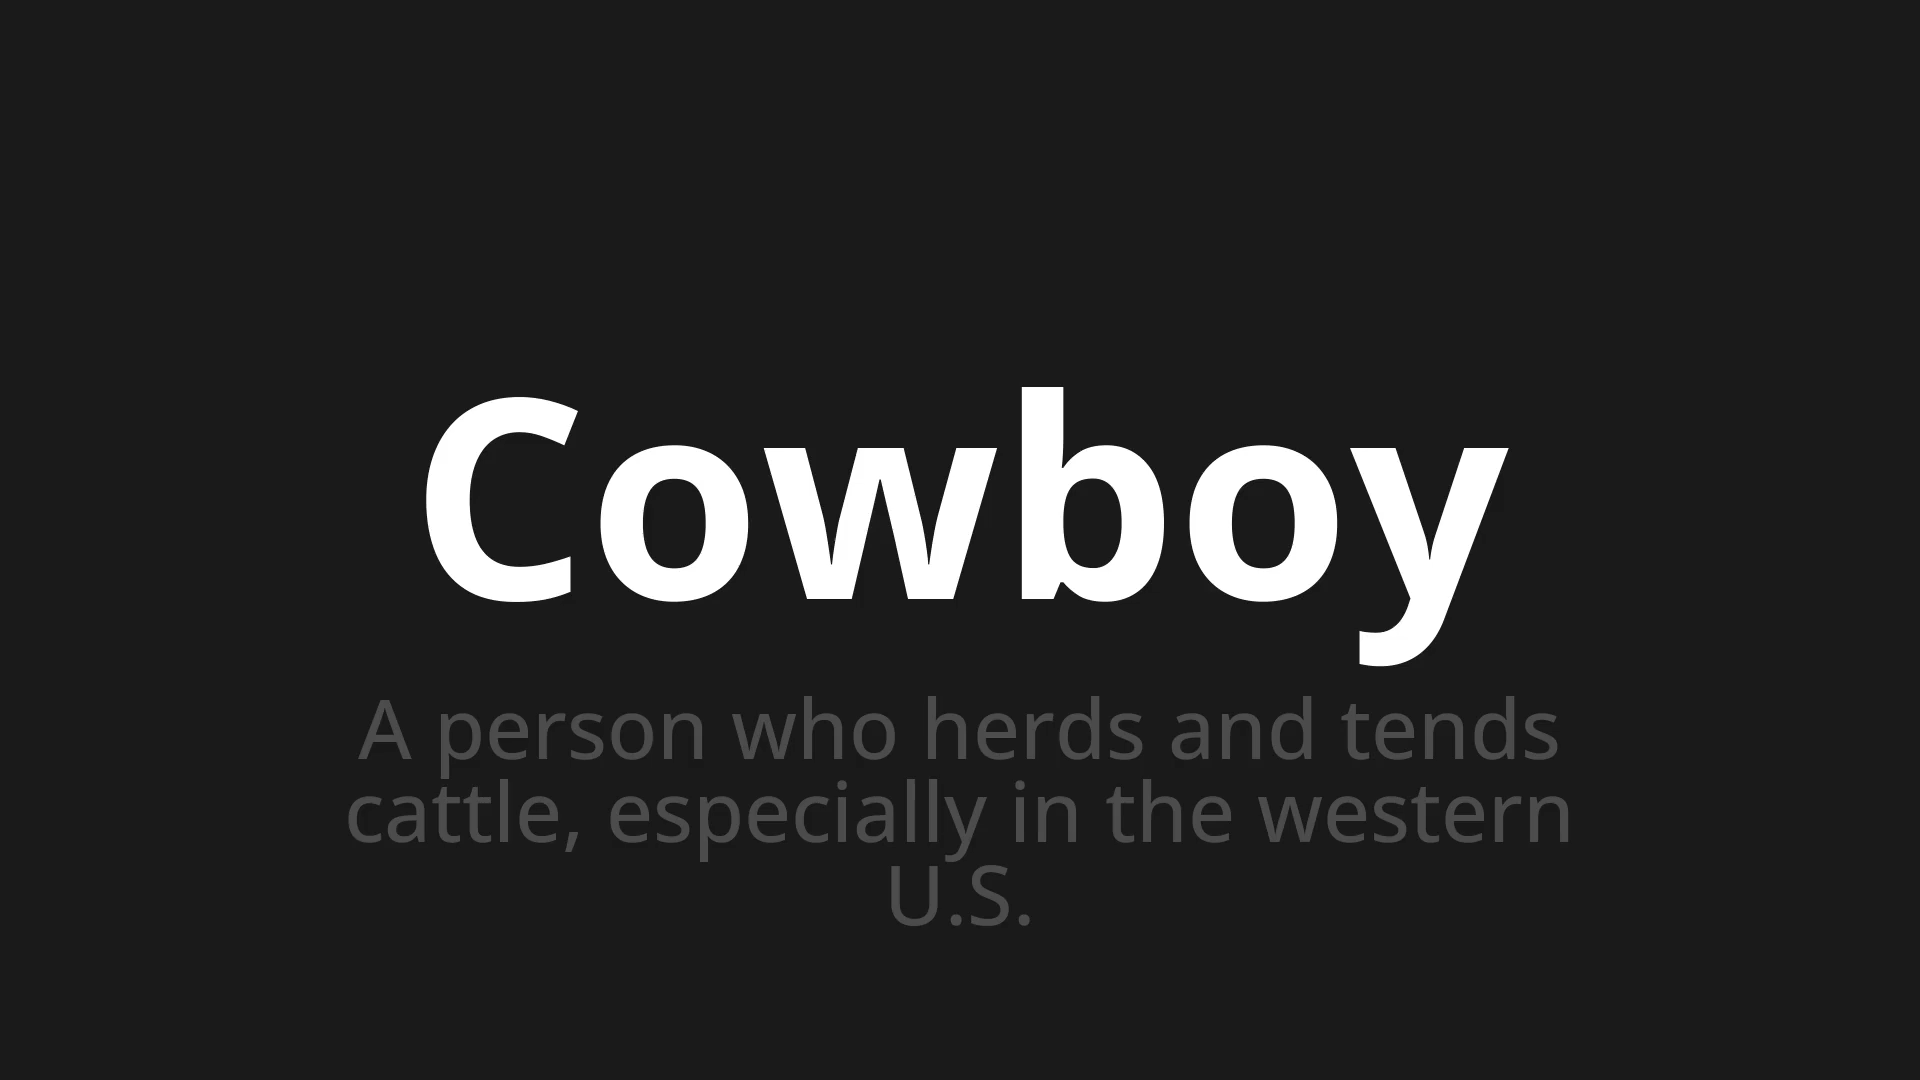 Cowboy
A person who herds and tends
cattle, especially in the western
U.S.